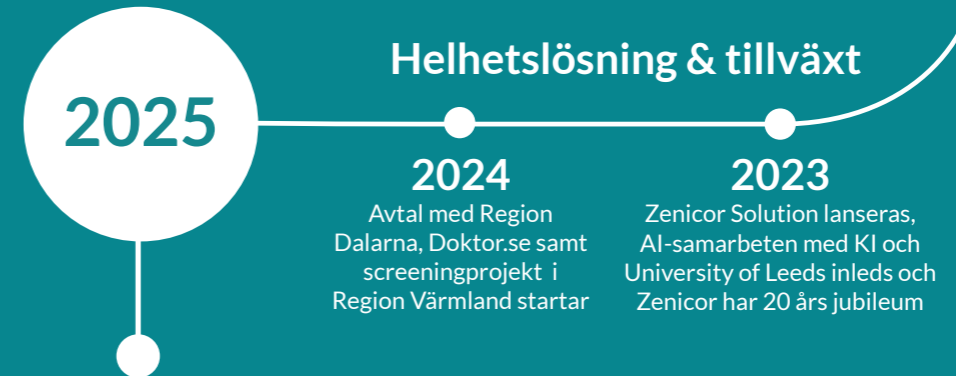 Helhetslösning & tillväxt
2025
2024
Avtal med Region
Dalarna, Doktor.se samt
screeningprojekt i
Region Värmland startar
2023
Zenicor Solution lanseras,
AI-samarbeten med KI och
University of Leeds inleds och
Zenicor har 20 års jubileum